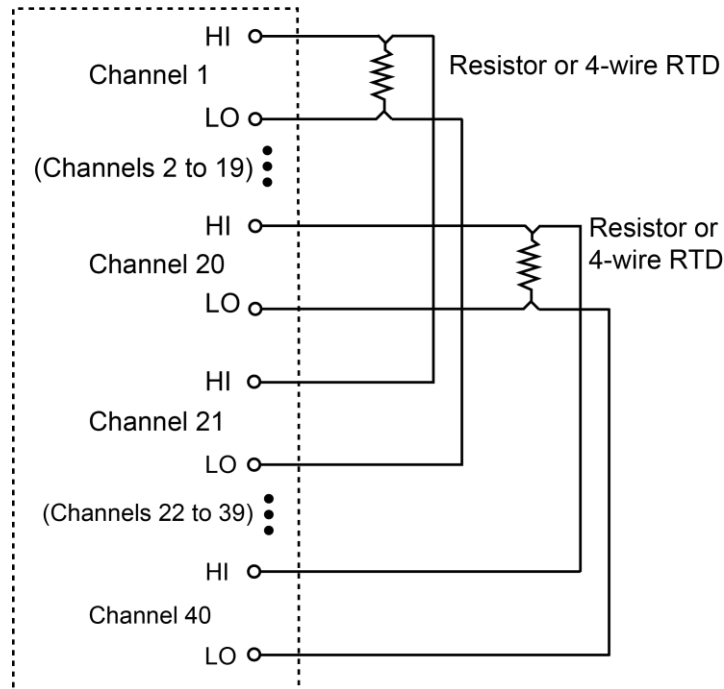 HI
Channel 1
LO
Resistor or 4-wire RTD
(Channels 2 to 19)
HI
Channel 20
LO
Resistor or
4-wire RTD
HI
Channel 21
LO
(Channels 22 to 39)
HI
Channel 40
LO